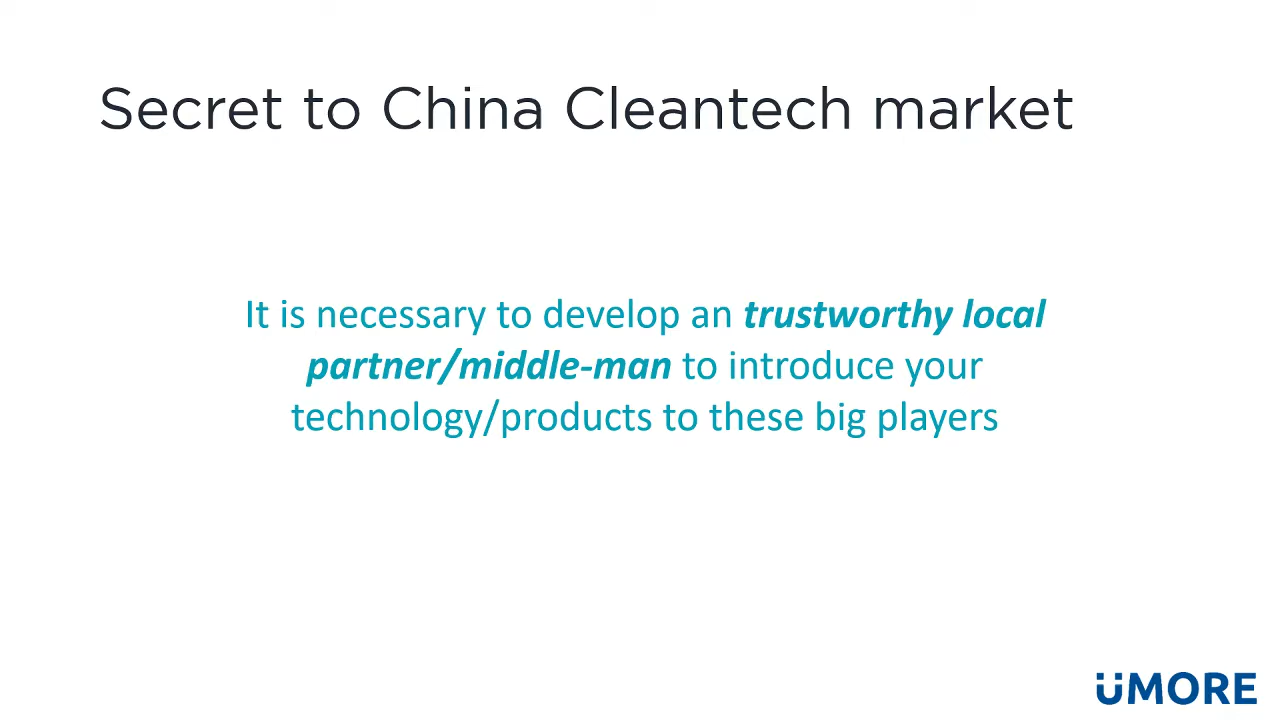 Secret to China Cleantech market
It is necessary to develop an trustworthy local
partner/middle-man to introduce your
technology/products to these big players
ÜMORE